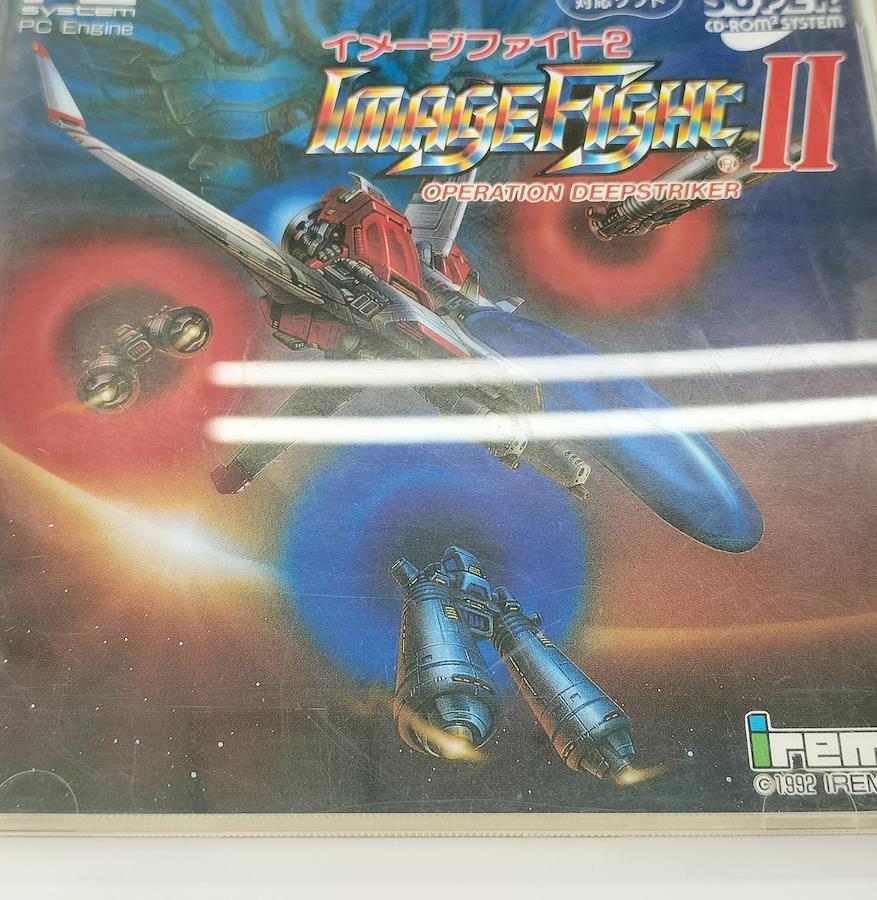 system
PC Engine
対応ソフト
SUPER
CD-ROM² SYSTEM
イメージファイト2
IMAGE FIGHT II
®
OPERATION DEEPSTRIKER
irem
©1992 IREM